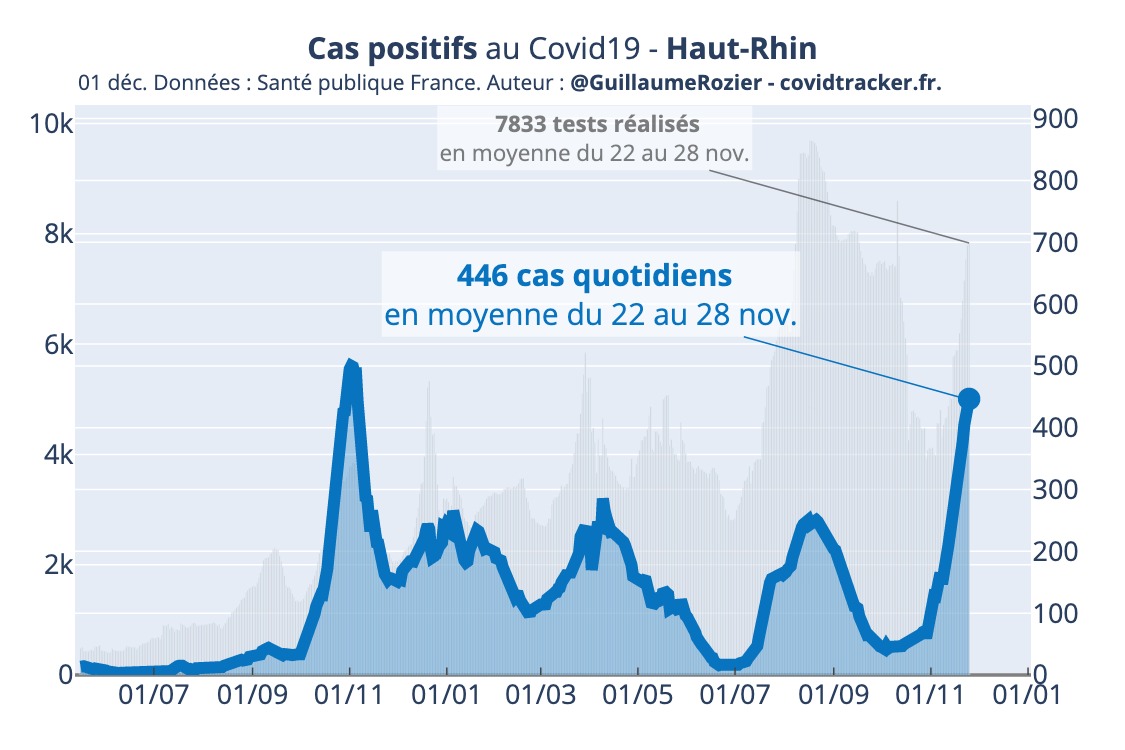 Cas positifs au Covid19 - Haut-Rhin
01 déc. Données : Santé publique France. Auteur : @GuillaumeRozier - covidtracker.fr.
7833 tests réalisés
en moyenne du 22 au 28 nov.
446 cas quotidiens
en moyenne du 22 au 28 nov.
10k
8k
6k
4k
2k
0
900
800
700
600
500
400
300
200
100
0
01/07 01/09 01/11 01/01 01/03 01/05 01/07 01/09 01/11 01/01